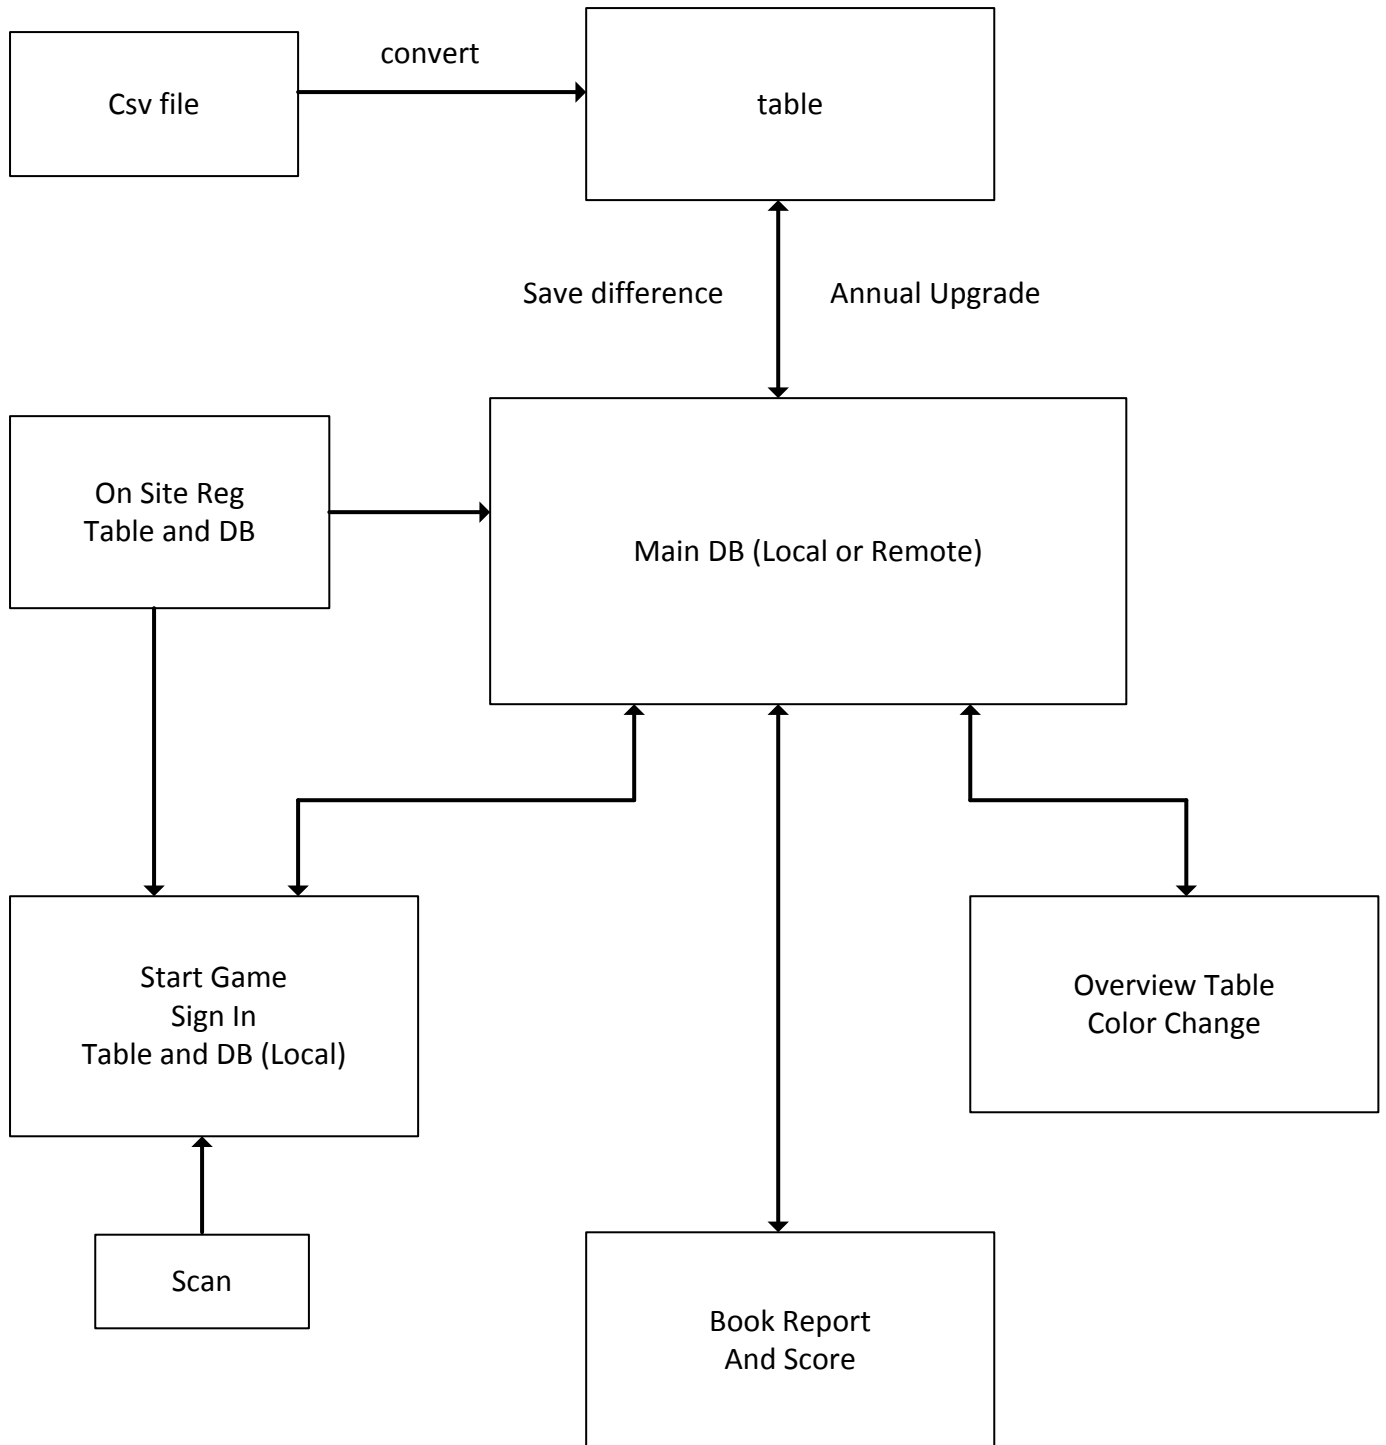 convert
Csv file
table
Save difference
Annual Upgrade
On Site Reg
Table and DB
Main DB (Local or Remote)
Start Game
Sign In
Table and DB (Local)
Overview Table
Color Change
Scan
Book Report
And Score